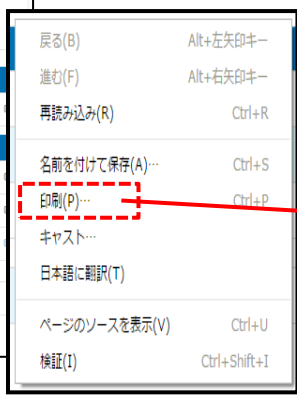 戻る(B) Alt+左矢印キー
進む(F) Alt+右矢印キー
再読み込み(R) Ctrl+R
名前を付けて保存(A)… Ctrl+S
印刷(P)… Ctrl+P
キャスト…
日本語に翻訳(T)
ページのソースを表示(V) Ctrl+U
検証(I) Ctrl+Shift+I